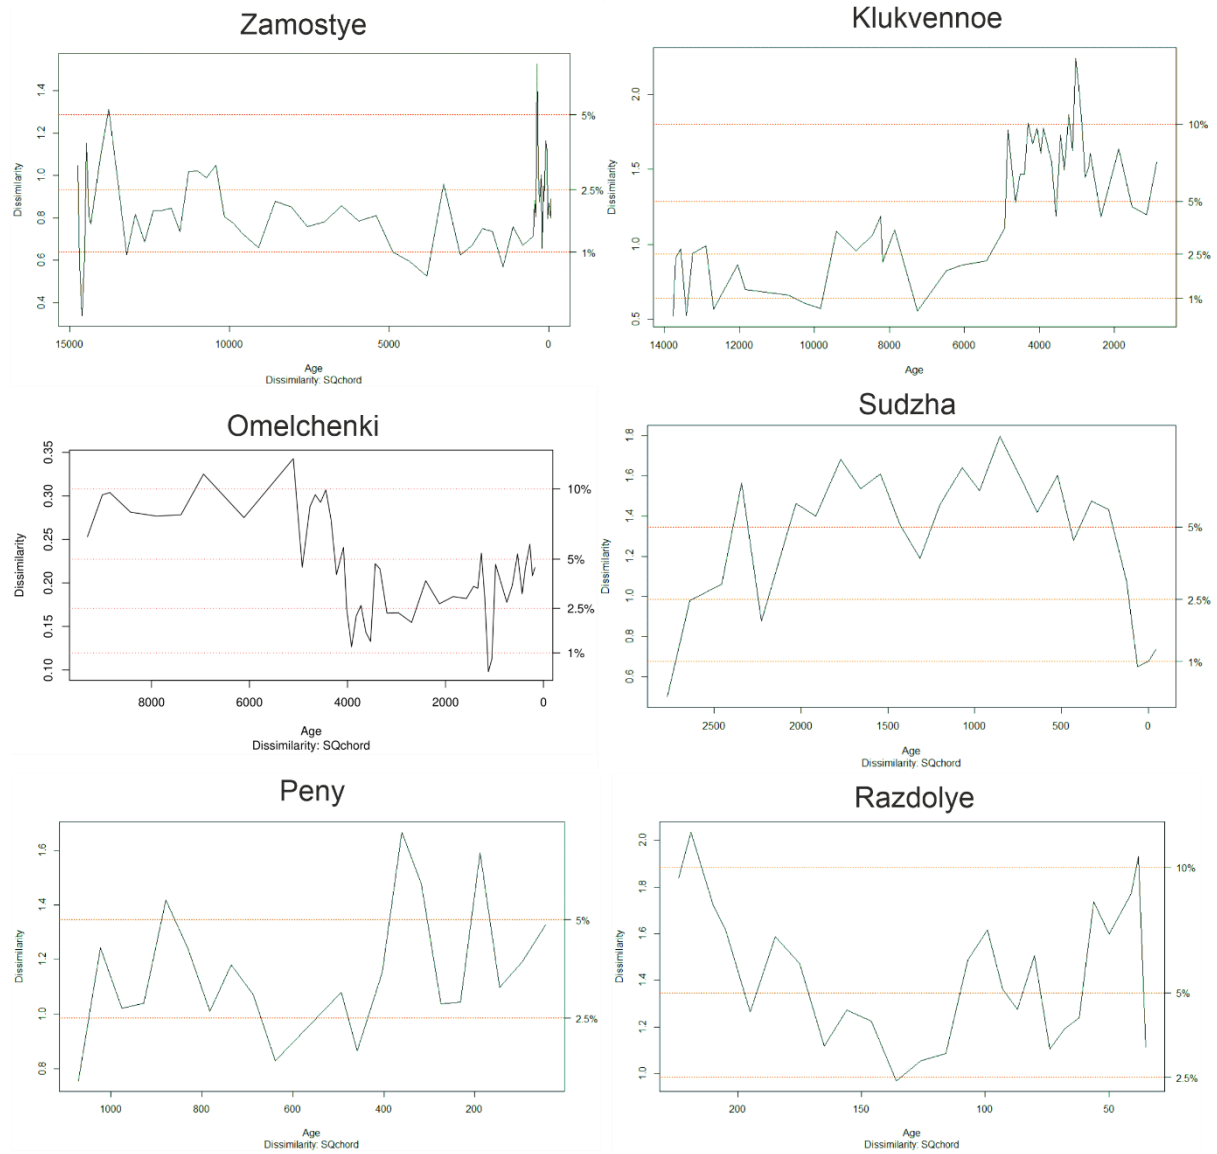 Zamostye
1.4
1.2
1.0
0.8
0.6
0.4
Dissimilarity
5%
2.5%
1%
15000 10000 5000 0
Age
Dissimilarity: SQchord
Klukvennoe
2.0
1.5
1.0
0.5
Dissimilarity
10%
5%
2.5%
1%
14000 12000 10000 8000 6000 4000 2000
Age
Omelchenki
0.35
0.30
0.25
0.20
0.15
0.10
Dissimilarity
10%
5%
2.5%
1%
8000 6000 4000 2000 0
Age
Dissimilarity: SQchord
Sudzha
1.8
1.6
1.4
1.2
1.0
0.8
0.6
Dissimilarity
5%
2.5%
1%
2500 2000 1500 1000 500 0
Age
Dissimilarity: SQchord
Peny
1.6
1.4
1.2
1.0
0.8
Dissimilarity
5%
2.5%
1000 800 600 400 200
Age
Dissimilarity: SQchord
Razdolye
2.0
1.8
1.6
1.4
1.2
1.0
Dissimilarity
10%
5%
2.5%
200 150 100 50
Age
Dissimilarity: SQchord